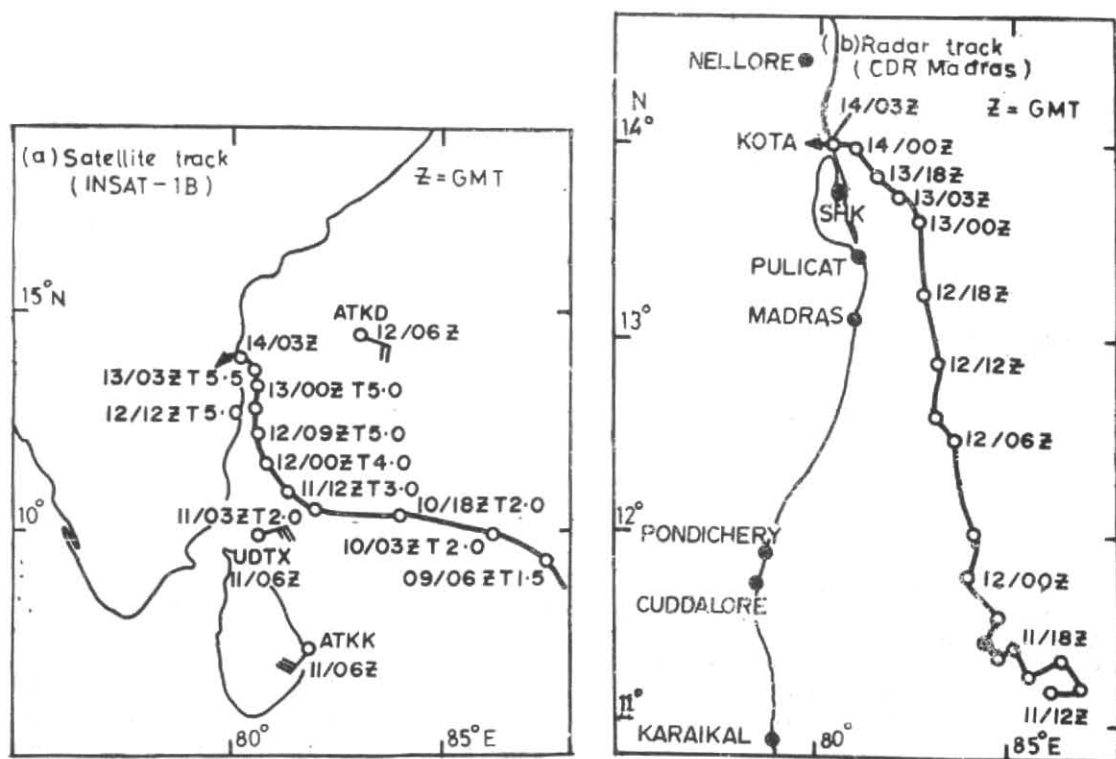 (a) Satellite track
(INSAT-1B)
Z = GMT
15°N
ATKD
12/06 Z
14/03Z
13/03Z T 5.5
13/00Z T5.0
12/12Z T5.0
12/09Z T5.0
12/00Z T4.0
11/12Z T3.0
10/18Z T2.0
11/03Z T2.0
10°
10/03Z T 2.0
UDTX
11/06Z
09/06Z T1.5
ATKK
11/06Z
80°
85°E
(b) Radar track
(CDR Madras)
NELLORE
N
14/03Z
Z = GMT
14°
KOTA
14/00Z
13/18Z
13/03Z
SHK
13/00Z
PULICAT
12/18Z
MADRAS
13°
12/12Z
12/06Z
12°
PONDICHERY
12/00Z
CUDDALORE
11/18Z
11°
11/12Z
KARAIKAL
80°
85°E